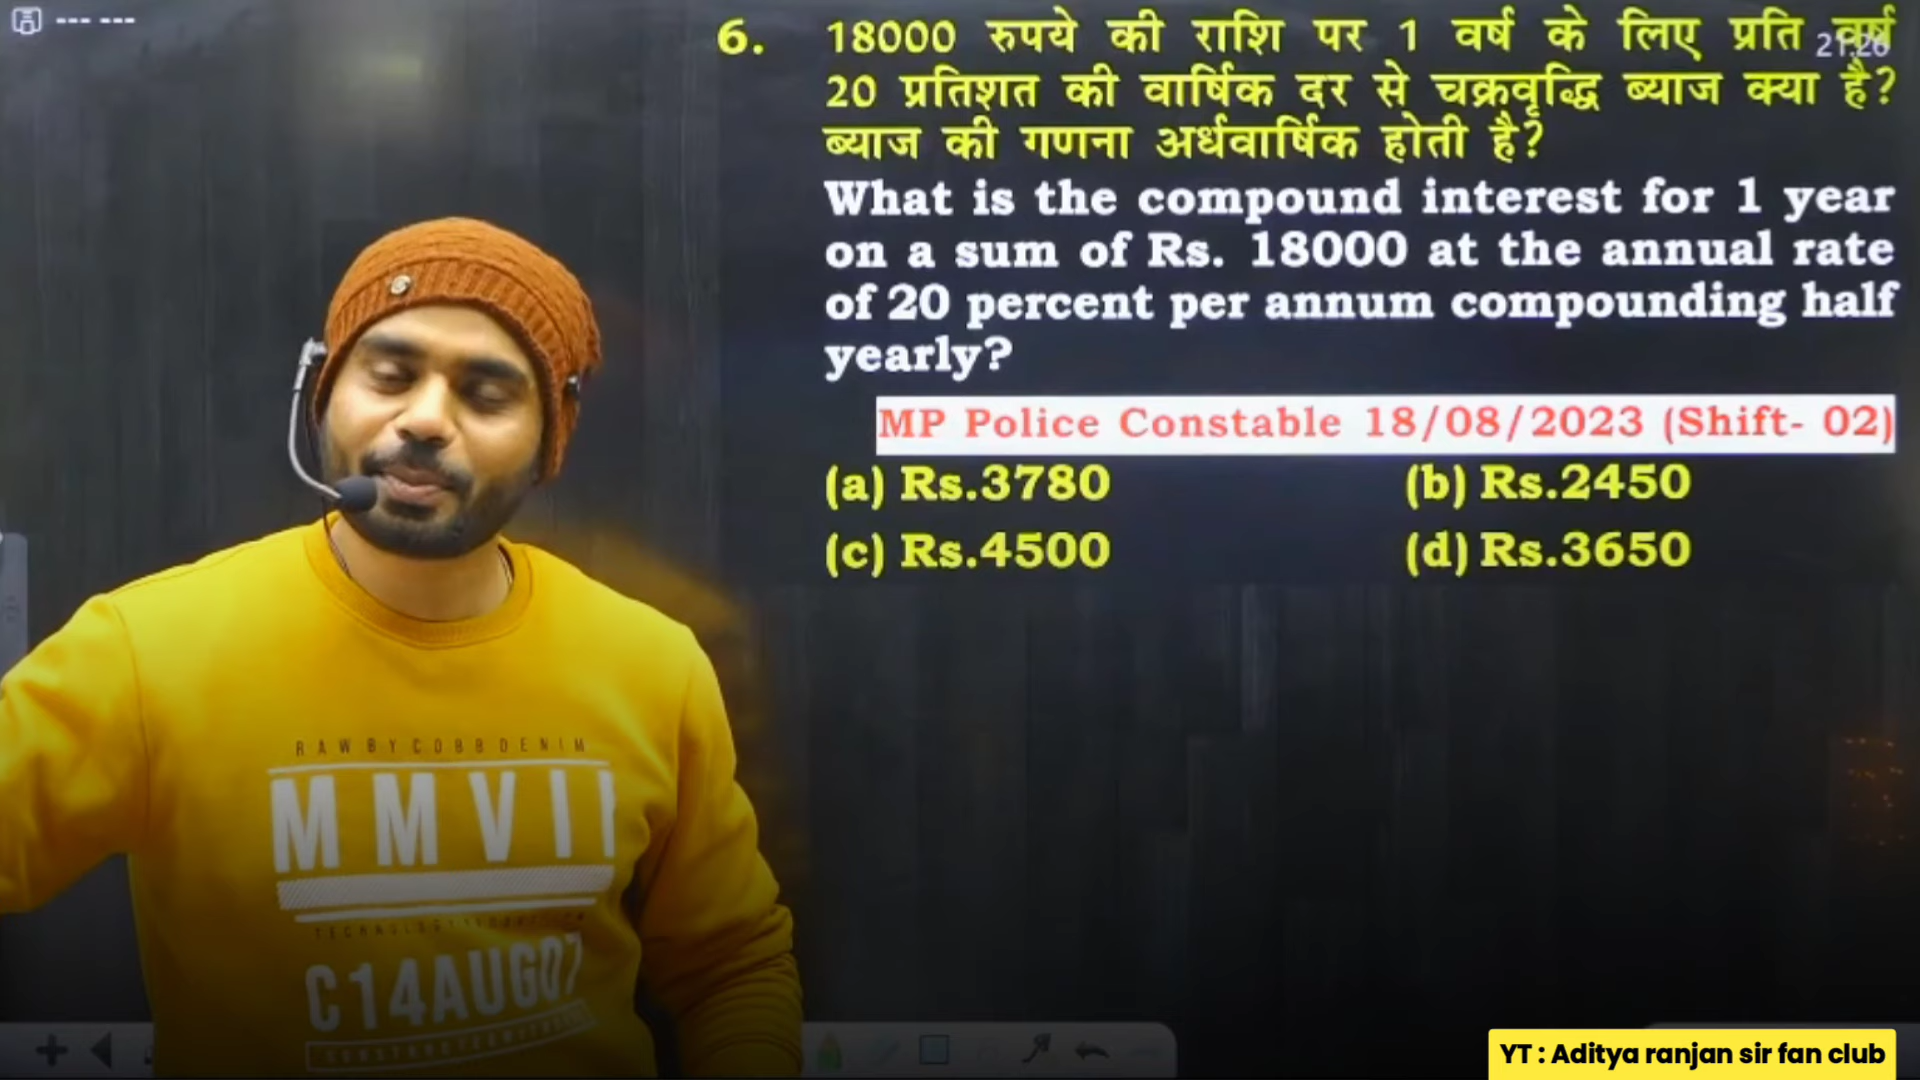 6. 18000 रुपये की राशि पर 1 वर्ष के लिए प्रति वर्ष
21:26
20 प्रतिशत की वार्षिक दर से चक्रवृद्धि ब्याज क्या है?
ब्याज की गणना अर्धवार्षिक होती है?
What is the compound interest for 1 year
on a sum of Rs. 18000 at the annual rate
of 20 percent per annum compounding half
yearly?
MP Police Constable 18/08/2023 (Shift- 02)
(a) Rs.3780 (b) Rs.2450
(c) Rs.4500 (d) Rs.3650
RAW BY COBB DENIM
MMVII
C14AUG07
YT : Aditya ranjan sir fan club